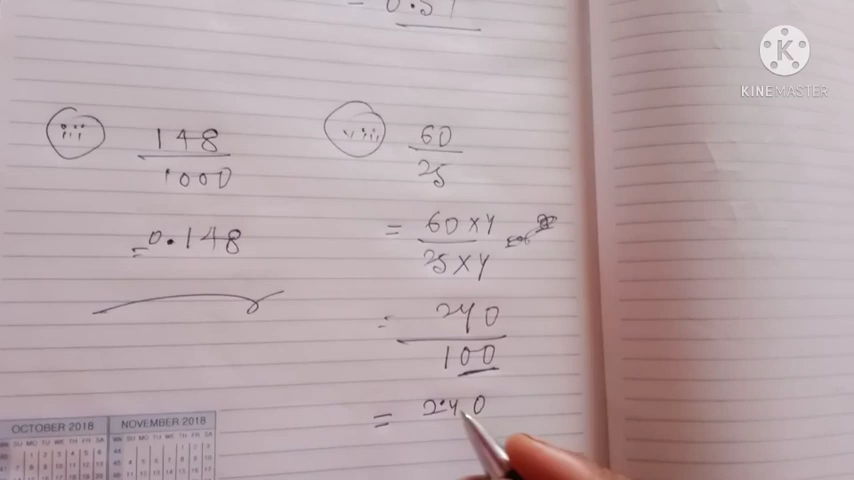 = 0.51
KINEMASTER
iii 148
1000
= 0.148
viii 60
25
= 60 × 4
25 × 4
= 240
100
= 2.40
OCTOBER 2018 NOVEMBER 2018